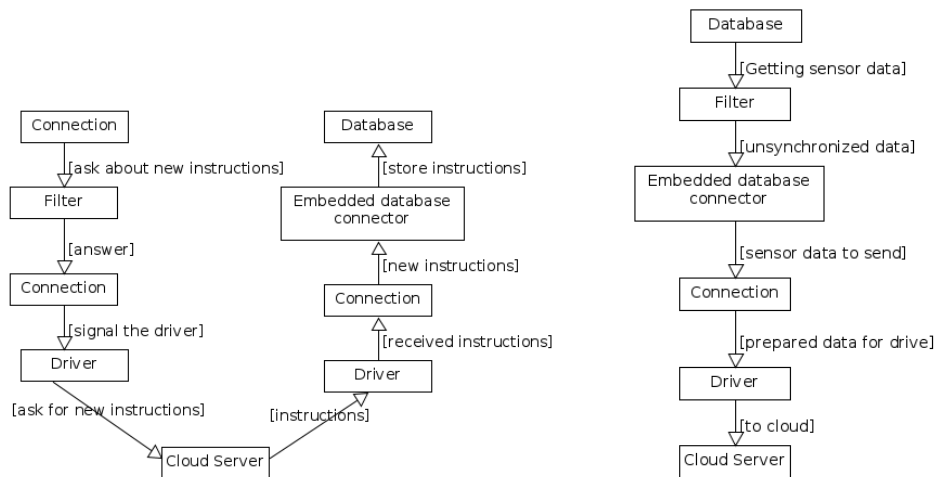 Connection
[ask about new instructions]
Filter
[answer]
Connection
[signal the driver]
Driver
[ask for new instructions]
Cloud Server
[instructions]
Driver
[received instructions]
Connection
[new instructions]
Embedded database
connector
[store instructions]
Database
Database
[Getting sensor data]
Filter
[unsynchronized data]
Embedded database
connector
[sensor data to send]
Connection
[prepared data for drive]
Driver
[to cloud]
Cloud Server